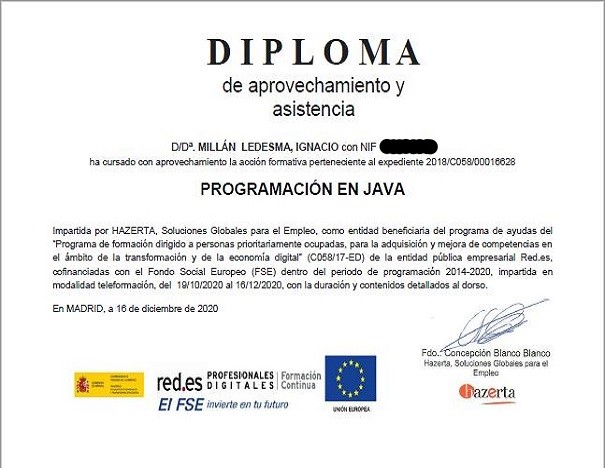 DIPLOMA
de aprovechamiento y
asistencia
D/Dª. MILLÁN LEDESMA, IGNACIO con NIF
ha cursado con aprovechamiento la acción formativa perteneciente al expediente 2018/C058/00016628
PROGRAMACIÓN EN JAVA
Impartida por HAZERTA, Soluciones Globales para el Empleo, como entidad beneficiaria del programa de ayudas del
"Programa de formación dirigido a personas prioritariamente ocupadas, para la adquisición y mejora de competencias en
el ámbito de la transformación y de la economía digital" (C058/17-ED) de la entidad pública empresarial Red.es,
cofinanciadas con el Fondo Social Europeo (FSE) dentro del periodo de programación 2014-2020, impartida en
modalidad teleformación, del 19/10/2020 al 16/12/2020, con la duración y contenidos detallados al dorso.
En MADRID, a 16 de diciembre de 2020
Fdo.: Concepción Blanco Blanco
Hazerta, Soluciones Globales para el
Empleo
hazerta
red.es
PROFESIONALES
DIGITALES
Formación
Continua
El FSE invierte en tu futuro
UNIÓN EUROPEA